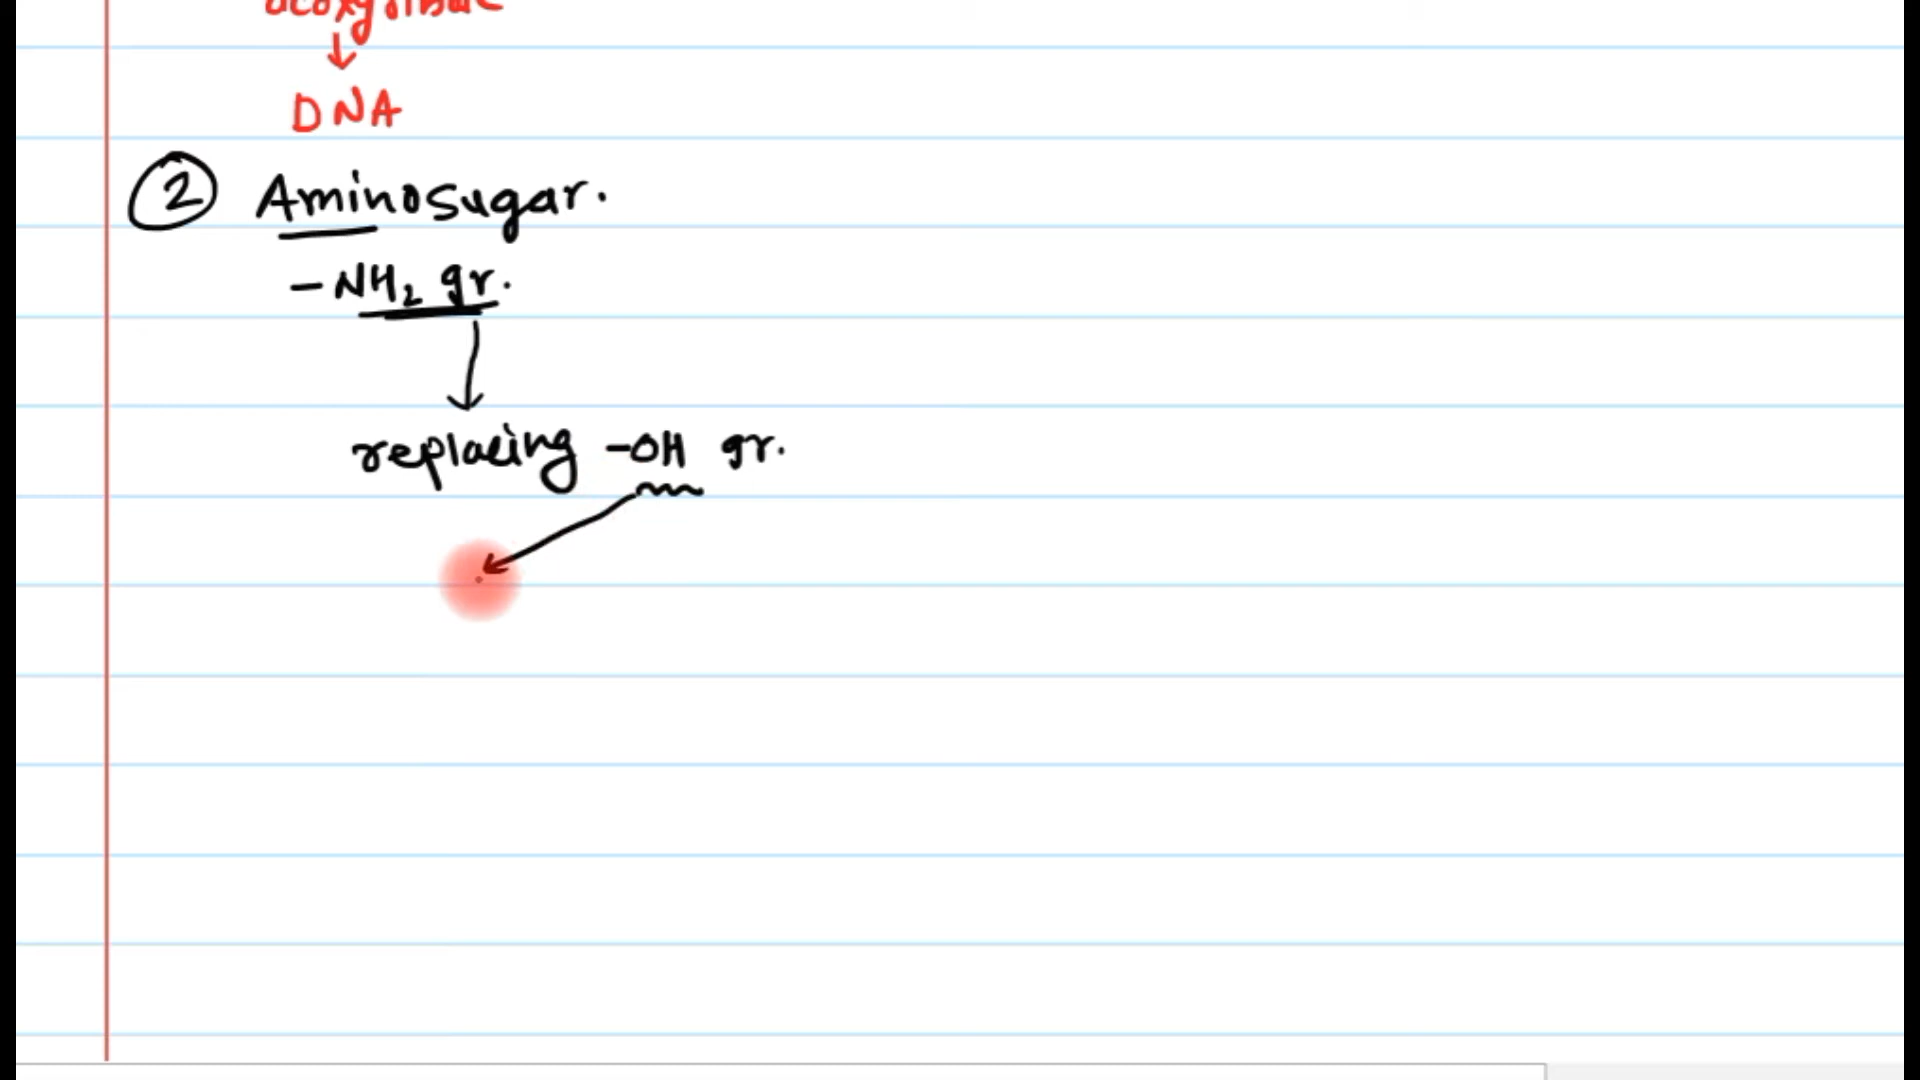 DNA
② Aminosugar.
-NH₂ gr.
replacing -OH gr.